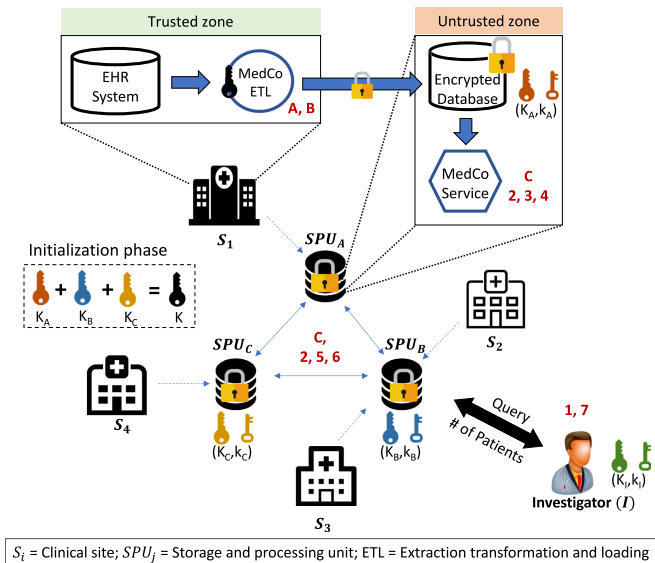 Trusted zone
Untrusted zone
EHR
System
MedCo
ETL
A, B
Encrypted
Database
(K_A,k_A)
MedCo
Service
C
2, 3, 4
S_1
SPU_A
Initialization phase
+ + =
K_A K_B K_C K
S_2
SPU_C
C,
2, 5, 6
SPU_B
S_4
(K_C,k_C)
(K_B,k_B)
Query
# of Patients
1, 7
(K_I,k_I)
Investigator (I)
S_3
S_i = Clinical site; SPU_j = Storage and processing unit; ETL = Extraction transformation and loading